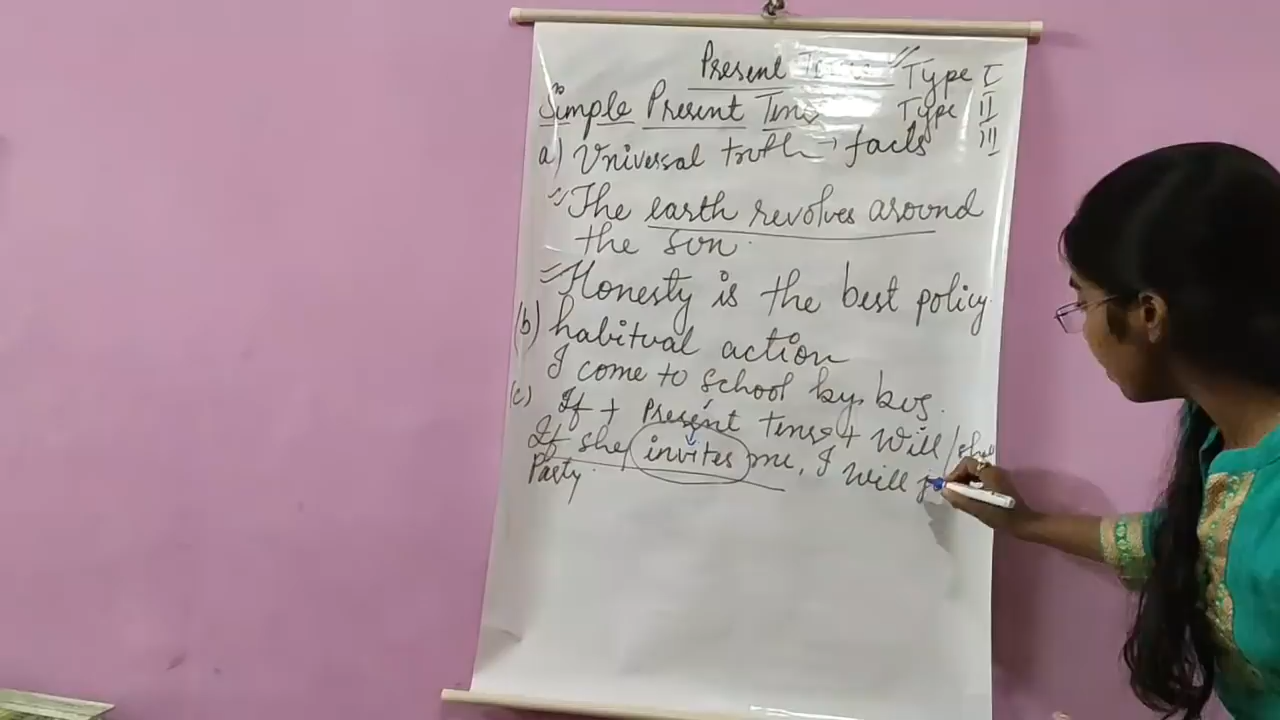 Present Tense Type I
Simple Present Tens Type II
III
a) Universal truth → facts
The earth revolves around
the sun.
Honesty is the best policy.
(b) habitual action
I come to school by bus.
(c) If + Present Tense + Will /
If she invites me, I will
Party.